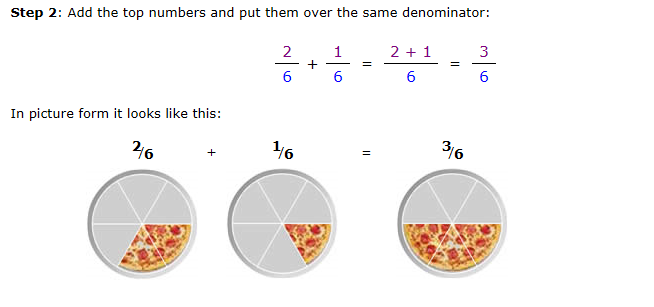 Step 2: Add the top numbers and put them over the same denominator:
2/6 + 1/6 = 2 + 1/6 = 3/6
In picture form it looks like this:
2/6 + 1/6 = 3/6